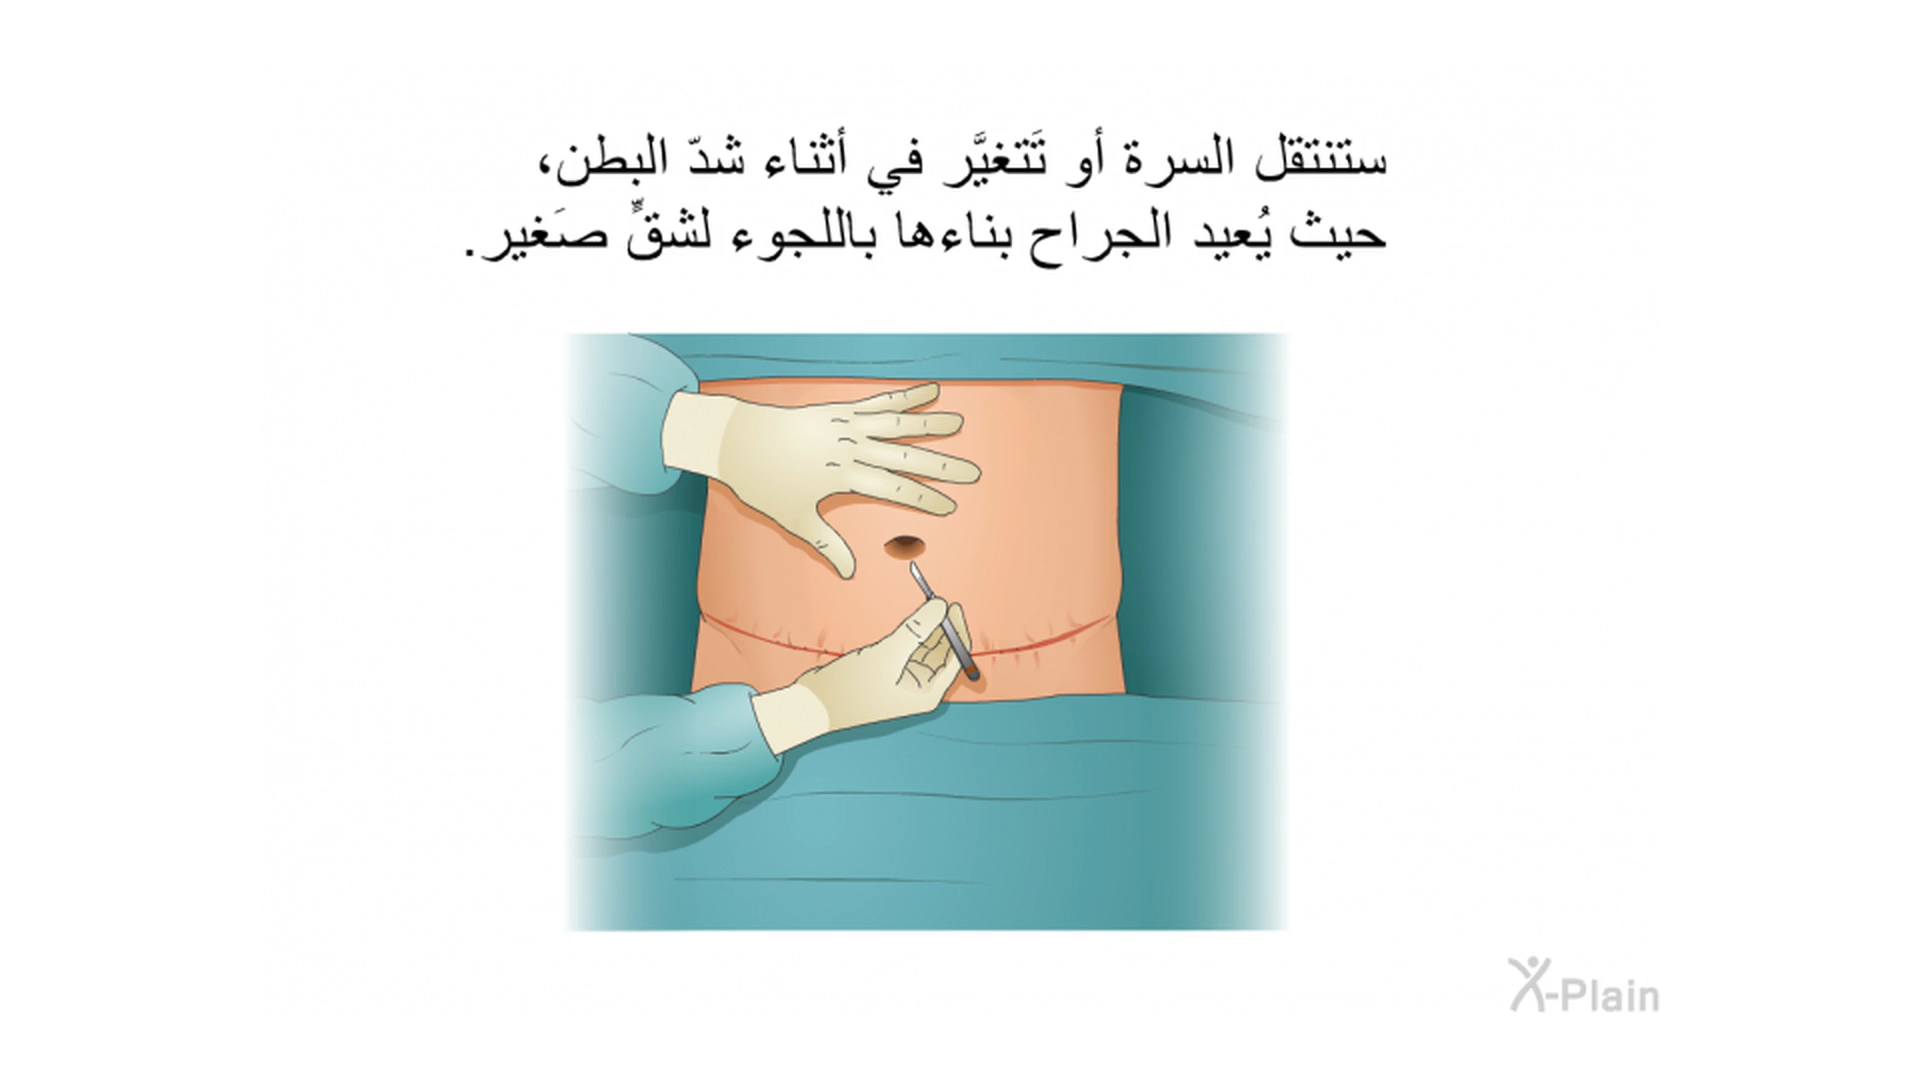 ستنتقل السرة أو تَتغيَّر في أثناء شدّ البطن،
حيث يُعيد الجراح بناءها باللجوء لشقٍّ صَغير.
X-Plain